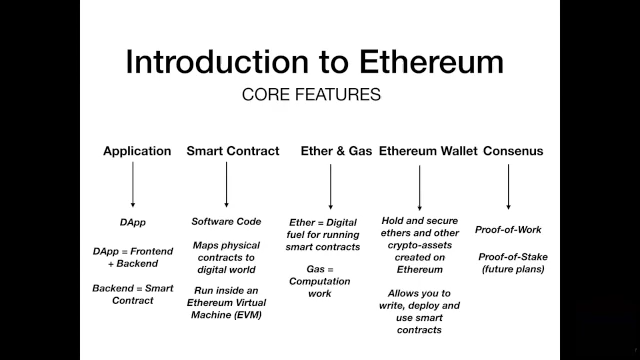 Introduction to Ethereum
CORE FEATURES
Application
DApp
DApp = Frontend
+ Backend
Backend = Smart
Contract
Smart Contract
Software Code
Maps physical
contracts to
digital world
Run inside an
Ethereum Virtual
Machine (EVM)
Ether & Gas
Ether = Digital
fuel for running
smart contracts
Gas =
Computation
work
Ethereum Wallet
Hold and secure
ethers and other
crypto-assets
created on
Ethereum
Allows you to
write, deploy and
use smart
contracts
Consenus
Proof-of-Work
Proof-of-Stake
(future plans)